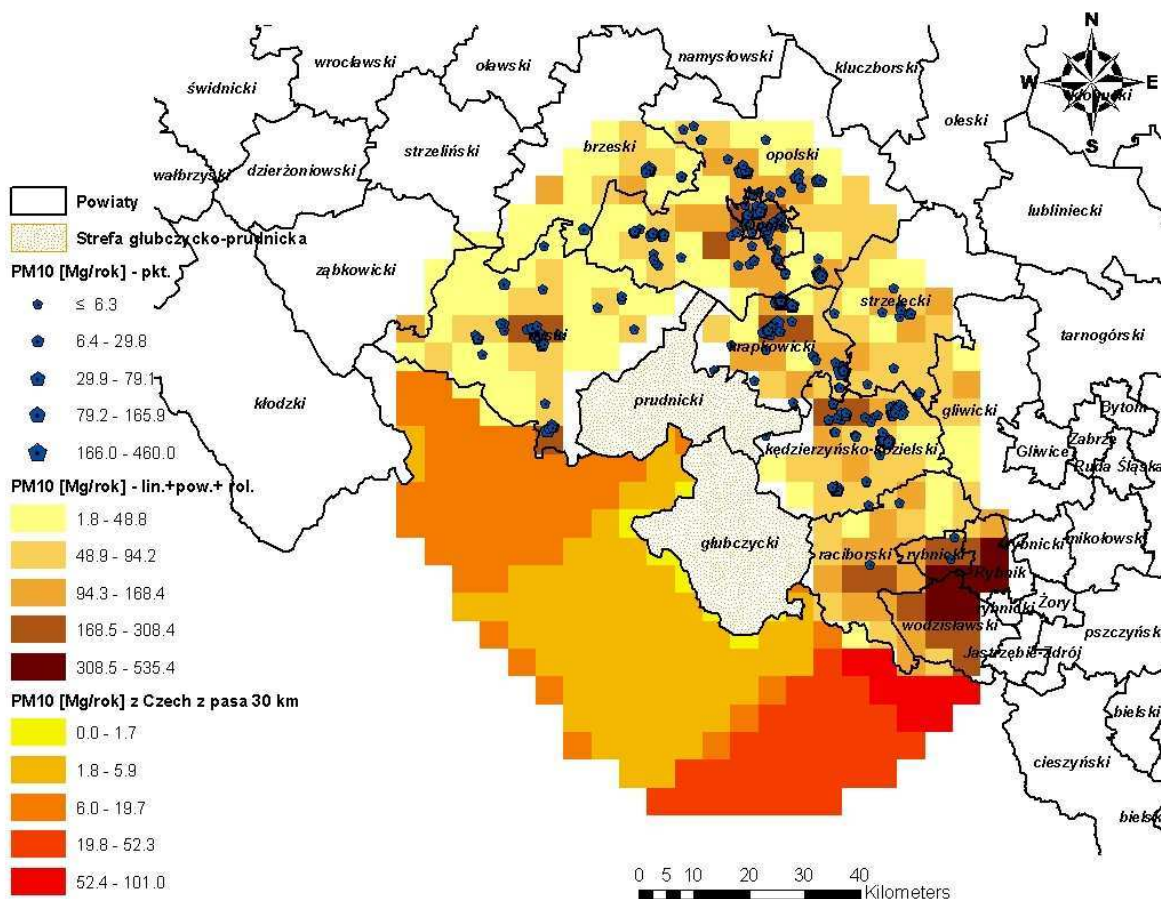 N
W
E
S
wrocławski
oławski
namysłowski
kluczborski
świdnicki
oleski
brzeski
opolski
strzeliński
wałbrzyski
dzierżoniowski
lubliniecki
Powiaty
Strefa głubczycko-prudnicka
ząbkowicki
PM10 [Mg/rok] - pkt.
≤ 6.3
6.4 - 29.8
29.9 - 79.1
79.2 - 165.9
166.0 - 460.0
strzelecki
tarnogórski
krapkowicki
kłodzki
prudnicki
gliwicki
Bytom
Zabrze
Gliwice
Ruda Śląska
kędzierzyńsko-kozielski
PM10 [Mg/rok] - lin.+pow.+ rol.
1.8 - 48.8
48.9 - 94.2
94.3 - 168.4
168.5 - 308.4
308.5 - 535.4
głubczycki
raciborski
rybnicki
rybnicki
mikołowski
Rybnik
rybnicki
Żory
wodzisławski
pszczyńsk
Jastrzębie-Zdrój
PM10 [Mg/rok] z Czech z pasa 30 km
0.0 - 1.7
1.8 - 5.9
6.0 - 19.7
19.8 - 52.3
52.4 - 101.0
bielski
cieszyński
bielsk
0 5 10 20 30 40
Kilometers